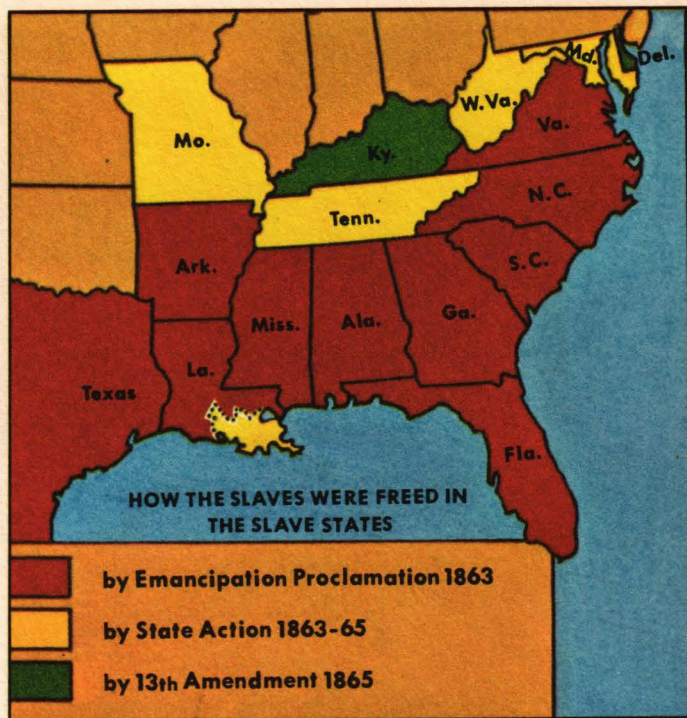 Md.
Del.
W. Va.
Mo.
Va.
Ky.
N.C.
Tenn.
S.C.
Ark.
Miss.
Ala.
Ga.
La.
Texas
Fla.
HOW THE SLAVES WERE FREED IN
THE SLAVE STATES
by Emancipation Proclamation 1863
by State Action 1863-65
by 13th Amendment 1865